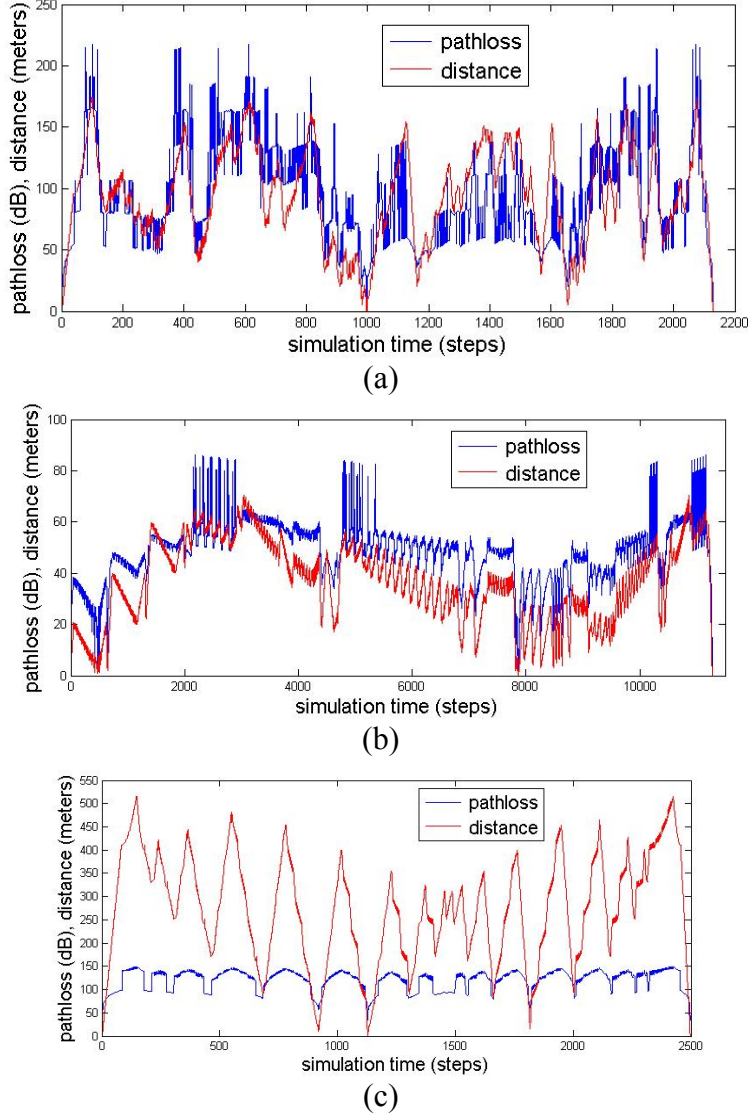 250
200
150
100
50
0
pathloss (dB), distance (meters)
pathloss
distance
0 200 400 600 800 1000 1200 1400 1600 1800 2000 2200
simulation time (steps)
(a)
100
80
60
40
20
0
pathloss (dB), distance (meters)
pathloss
distance
0 2000 4000 6000 8000 10000
simulation time (steps)
(b)
550
500
450
400
350
300
250
200
150
100
50
0
pathloss (dB), distance (meters)
pathloss
distance
0 500 1000 1500 2000 2500
simulation time (steps)
(c)